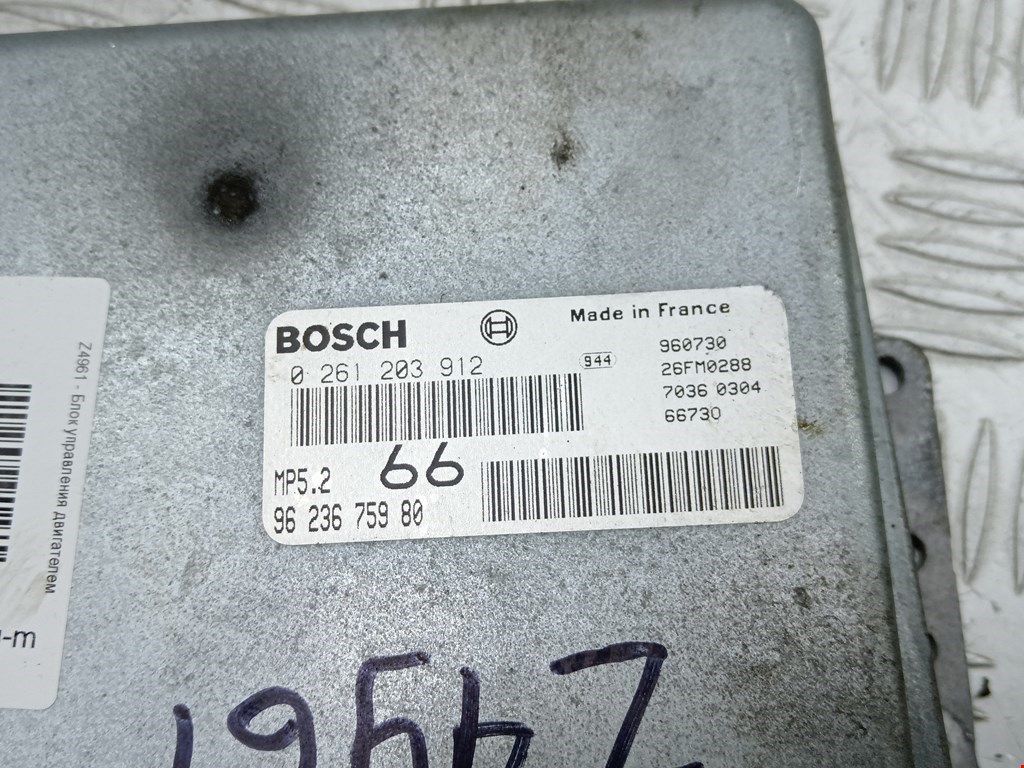 BOSCH
Made in France
0 261 203 912
944
960730
26FM0288
7036 0304
66730
MP5.2
66
96 236 759 80
Z4961 - Блок управления двигателем
-m
Z4961